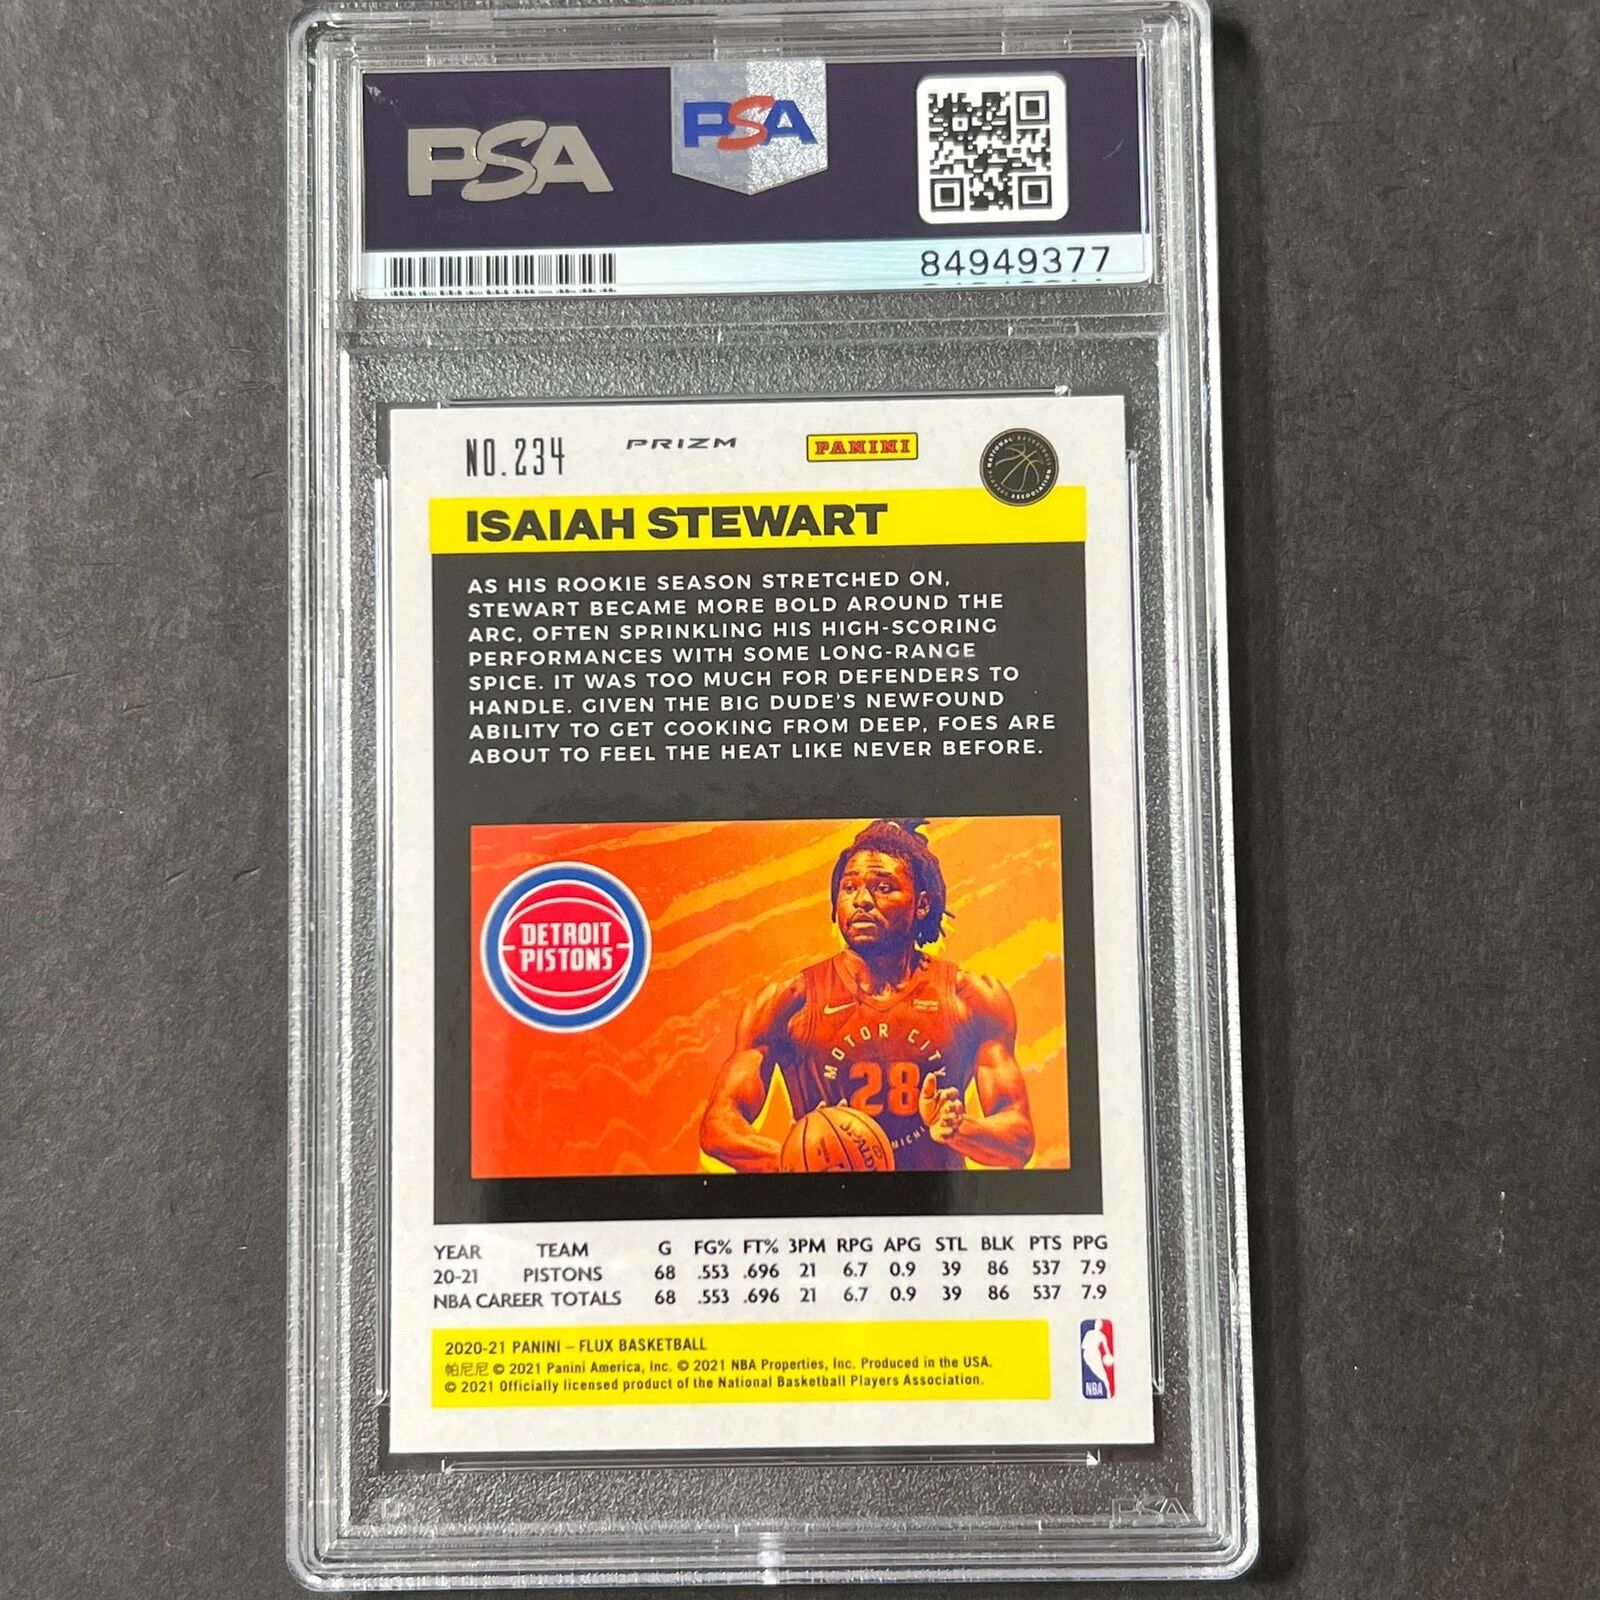 PSA PSA
84949377
NO.234 PRIZM PANINI
NATIONAL BASKETBALL PLAYERS ASSOCIATION
ISAIAH STEWART
AS HIS ROOKIE SEASON STRETCHED ON,
STEWART BECAME MORE BOLD AROUND THE
ARC, OFTEN SPRINKLING HIS HIGH-SCORING
PERFORMANCES WITH SOME LONG-RANGE
SPICE. IT WAS TOO MUCH FOR DEFENDERS TO
HANDLE. GIVEN THE BIG DUDE'S NEWFOUND
ABILITY TO GET COOKING FROM DEEP, FOES ARE
ABOUT TO FEEL THE HEAT LIKE NEVER BEFORE.
DETROIT
PISTONS
MOTOR CITY
28
YEAR TEAM G FG% FT% 3PM RPG APG STL BLK PTS PPG
20-21 PISTONS 68 .553 .696 21 6.7 0.9 39 86 537 7.9
NBA CAREER TOTALS 68 .553 .696 21 6.7 0.9 39 86 537 7.9
2020-21 PANINI – FLUX BASKETBALL
帕尼尼 © 2021 Panini America, Inc. © 2021 NBA Properties, Inc. Produced in the USA.
© 2021 Officially licensed product of the National Basketball Players Association.
NBA
PSA